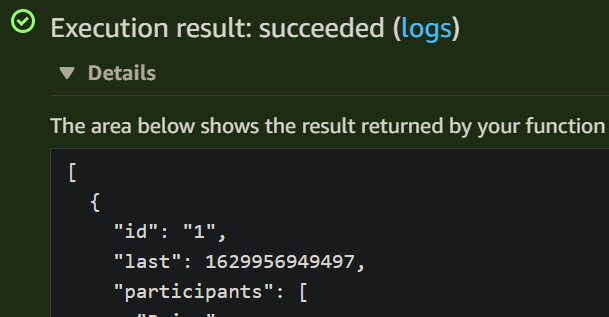 Execution result: succeeded (logs)
Details
The area below shows the result returned by your function
[
{
"id": "1",
"last": 1629956949497,
"participants": [